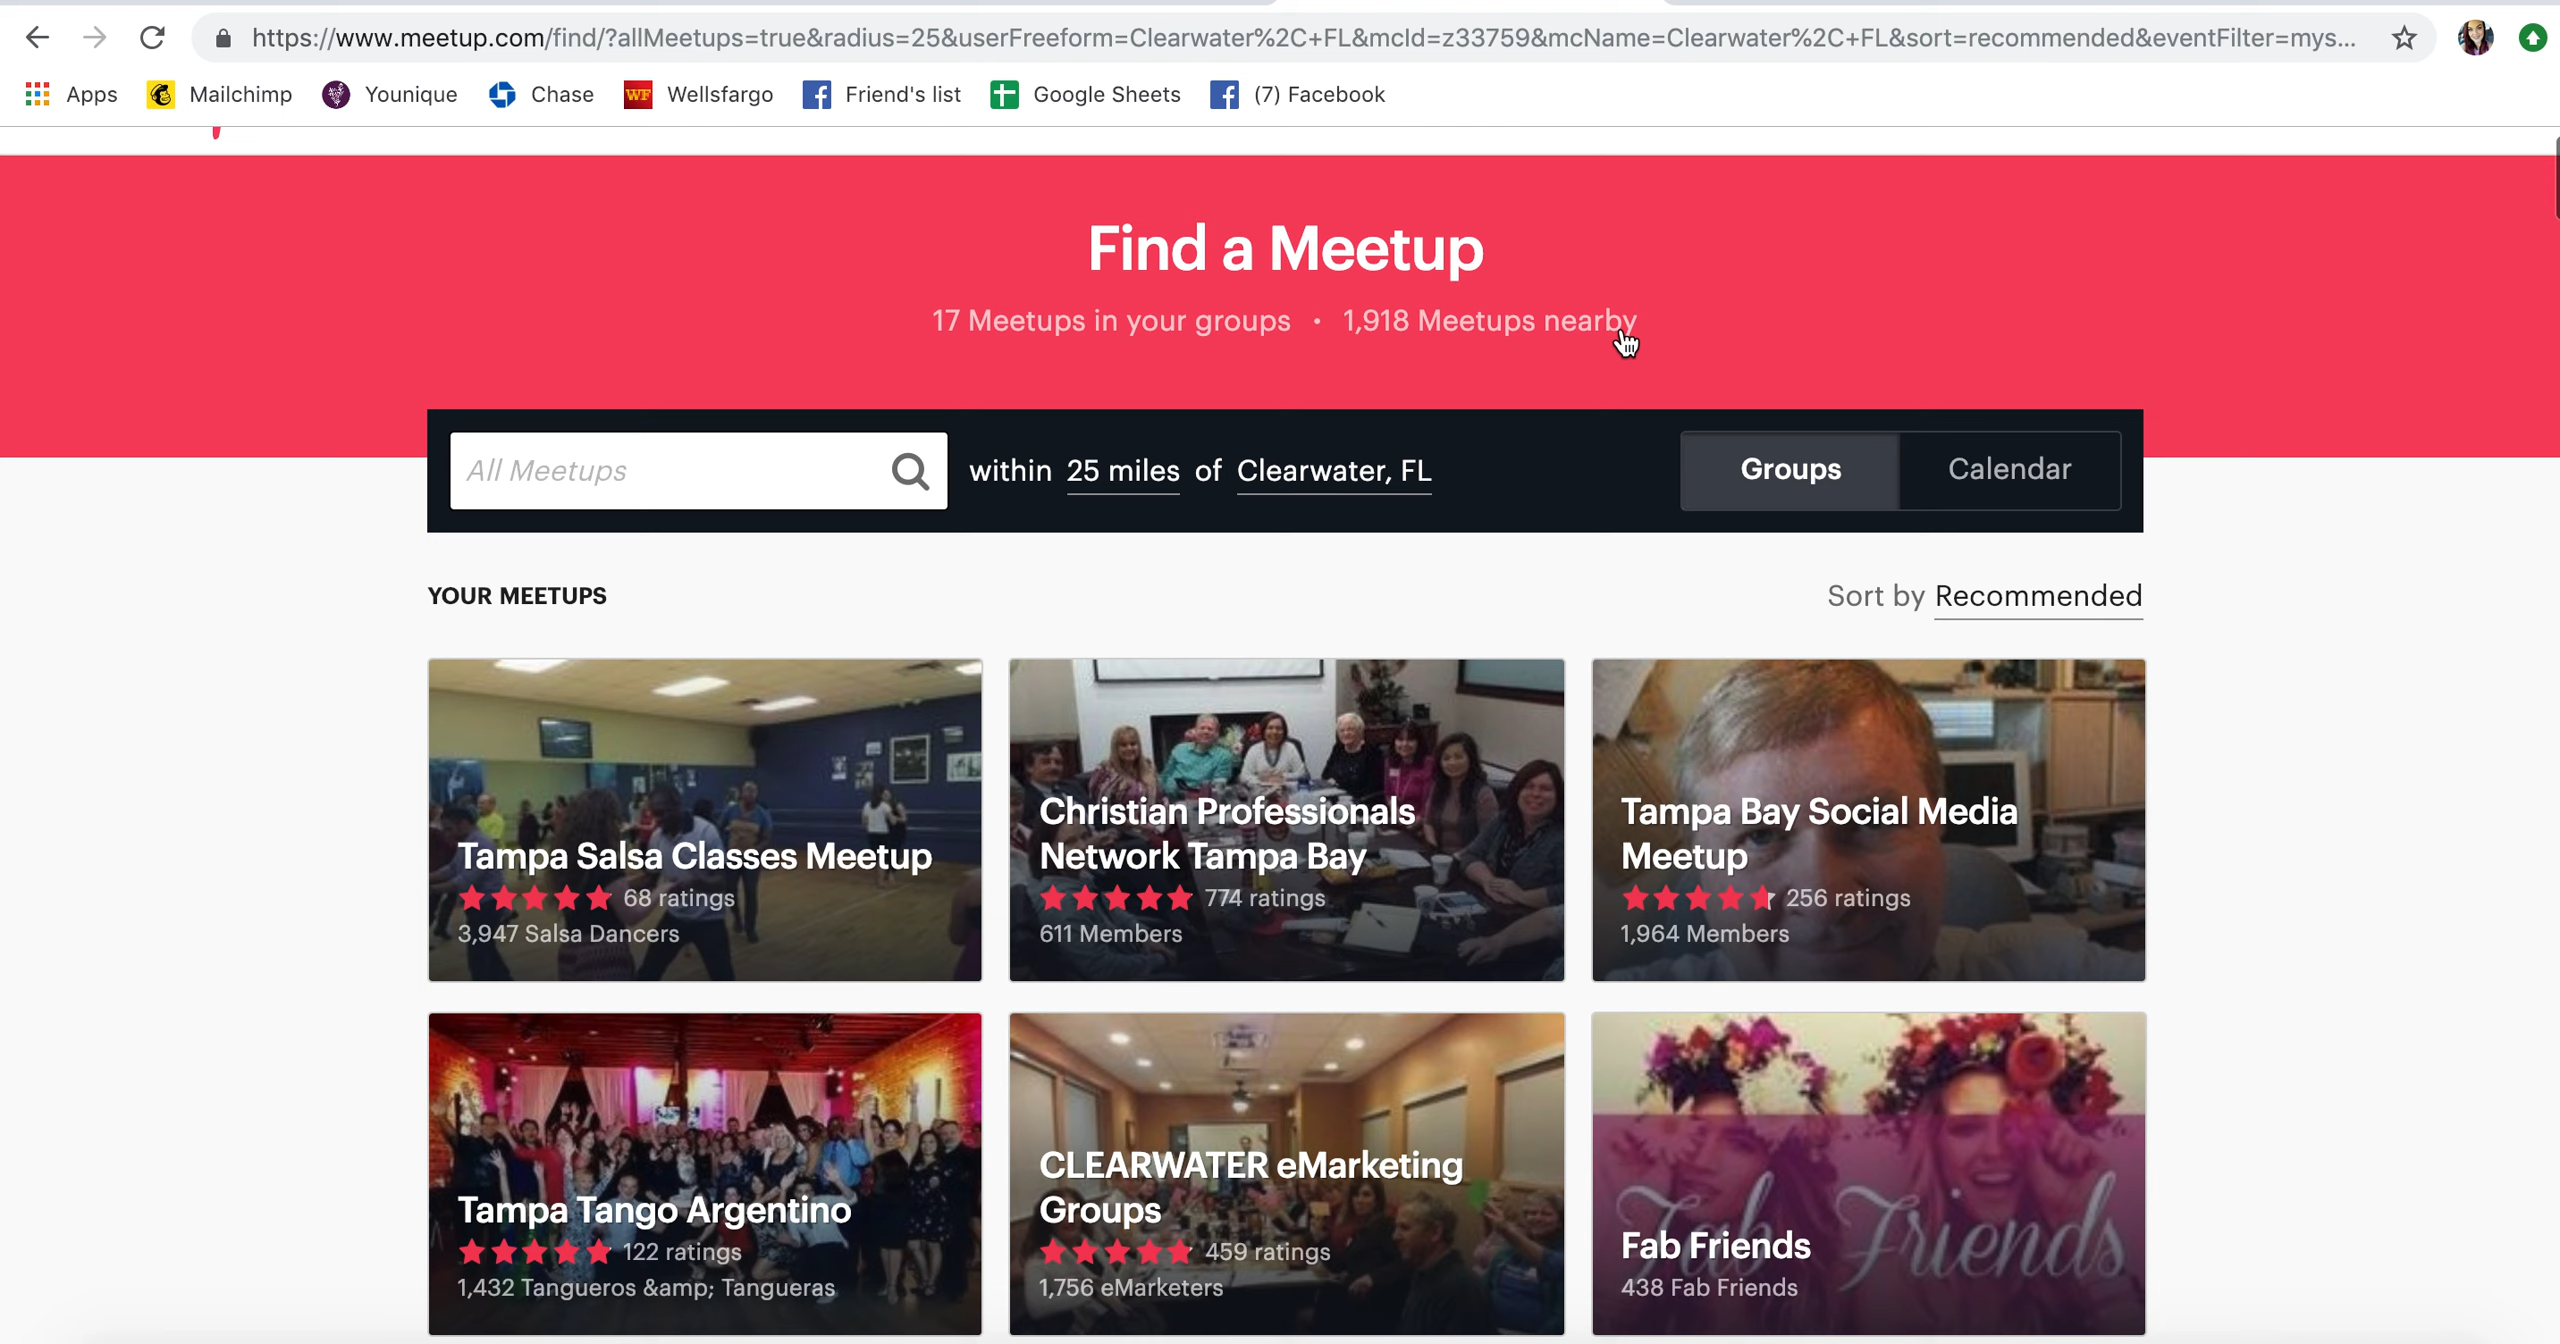 https://www.meetup.com/find/?allMeetups=true&radius=25&userFreeform=Clearwater%2C+FL&mcId=z33759&mcName=Clearwater%2C+FL&sort=recommended&eventFilter=mys...
Apps Mailchimp Younique Chase WF Wellsfargo Friend's list Google Sheets (7) Facebook
Find a Meetup
17 Meetups in your groups • 1,918 Meetups nearby
All Meetups within 25 miles of Clearwater, FL Groups Calendar
YOUR MEETUPS Sort by Recommended
Tampa Salsa Classes Meetup
68 ratings
3,947 Salsa Dancers
Christian Professionals
Network Tampa Bay
774 ratings
611 Members
Tampa Bay Social Media
Meetup
256 ratings
1,964 Members
Tampa Tango Argentino
122 ratings
1,432 Tangueros &amp; Tangueras
CLEARWATER eMarketing
Groups
459 ratings
1,756 eMarketers
Fab Friends
Fab Friends
438 Fab Friends